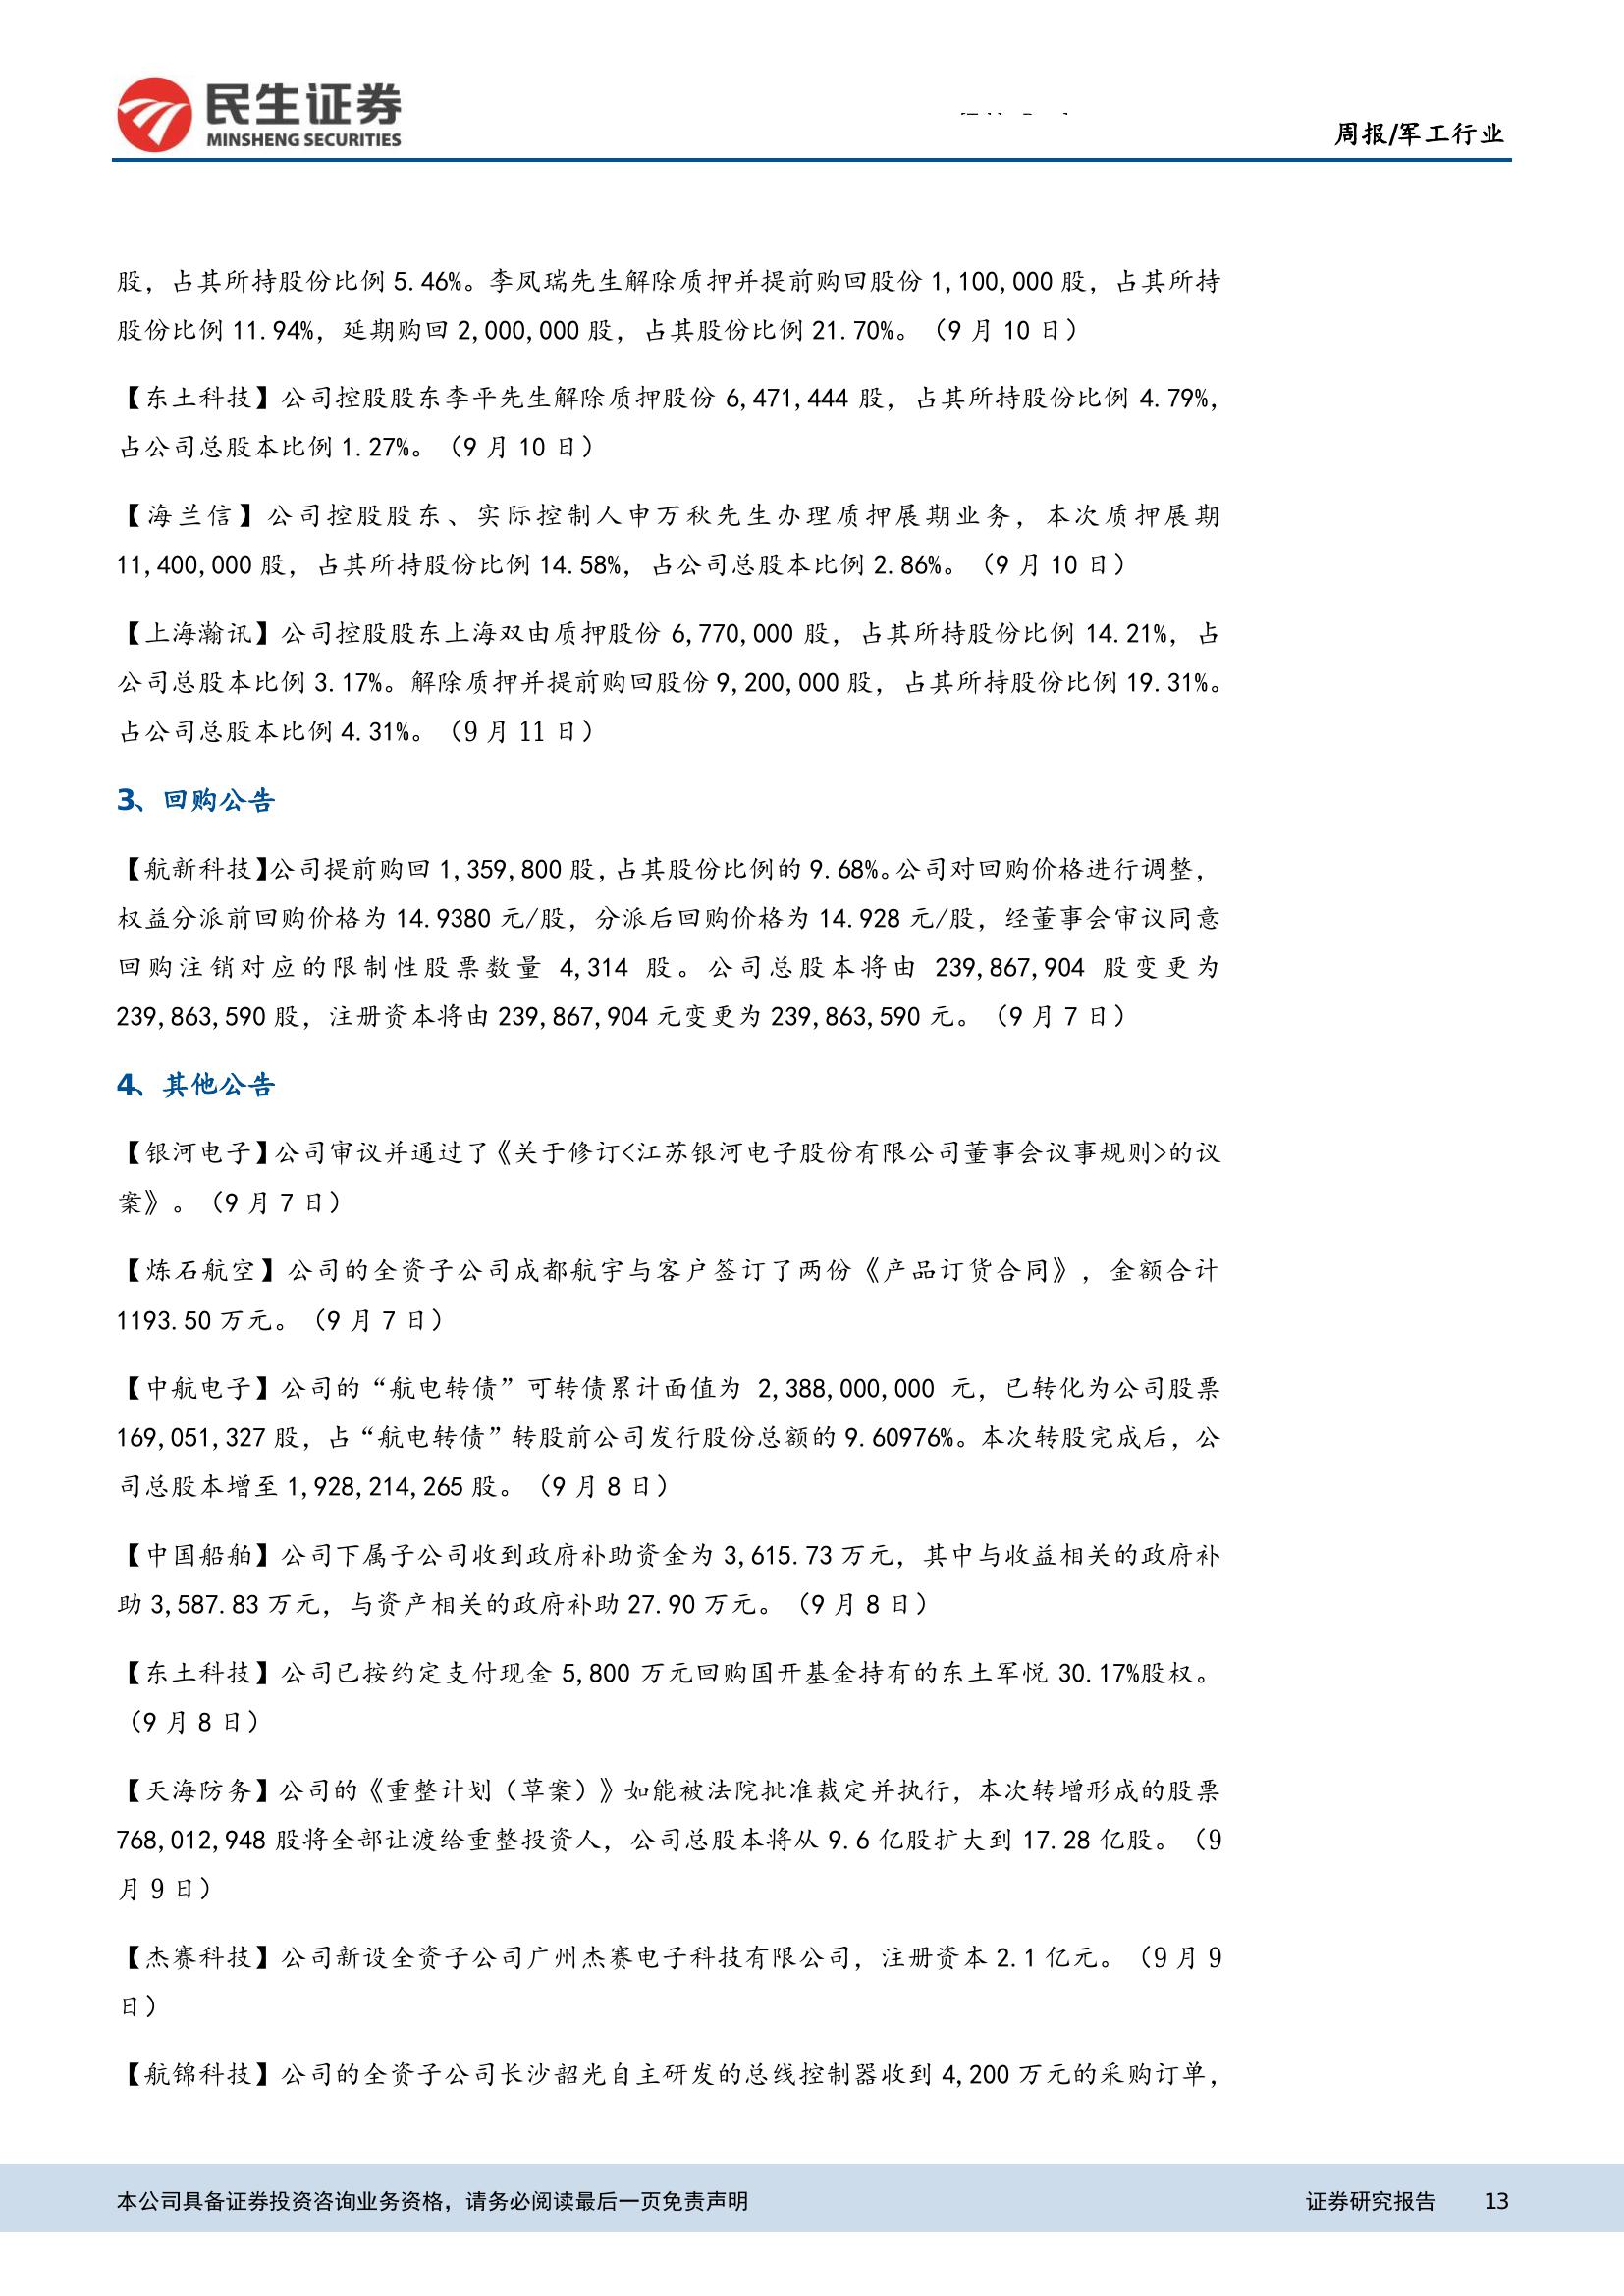 民生证券
MINSHENG SECURITIES
周报/军工行业
股，占其所持股份比例 5.46%。李凤瑞先生解除质押并提前购回股份 1,100,000 股，占其所持
股份比例 11.94%，延期购回 2,000,000 股，占其股份比例 21.70%。（9 月 10 日）
【东土科技】公司控股股东李平先生解除质押股份 6,471,444 股，占其所持股份比例 4.79%，
占公司总股本比例 1.27%。（9 月 10 日）
【海兰信】公司控股股东、实际控制人申万秋先生办理质押展期业务，本次质押展期
11,400,000 股，占其所持股份比例 14.58%，占公司总股本比例 2.86%。（9 月 10 日）
【上海瀚讯】公司控股股东上海双由质押股份 6,770,000 股，占其所持股份比例 14.21%，占
公司总股本比例 3.17%。解除质押并提前购回股份 9,200,000 股，占其所持股份比例 19.31%。
占公司总股本比例 4.31%。（9 月 11 日）
3、回购公告
【航新科技】公司提前购回 1,359,800 股，占其股份比例的 9.68%。公司对回购价格进行调整，
权益分派前回购价格为 14.9380 元/股，分派后回购价格为 14.928 元/股，经董事会审议同意
回购注销对应的限制性股票数量 4,314 股。公司总股本将由 239,867,904 股变更为
239,863,590 股，注册资本将由 239,867,904 元变更为 239,863,590 元。（9 月 7 日）
4、其他公告
【银河电子】公司审议并通过了《关于修订<江苏银河电子股份有限公司董事会议事规则>的议
案》。（9 月 7 日）
【炼石航空】公司的全资子公司成都航宇与客户签订了两份《产品订货合同》，金额合计
1193.50 万元。（9 月 7 日）
【中航电子】公司的“航电转债”可转债累计面值为 2,388,000,000 元，已转化为公司股票
169,051,327 股，占“航电转债”转股前公司发行股份总额的 9.60976%。本次转股完成后，公
司总股本增至 1,928,214,265 股。（9 月 8 日）
【中国船舶】公司下属子公司收到政府补助资金为 3,615.73 万元，其中与收益相关的政府补
助 3,587.83 万元，与资产相关的政府补助 27.90 万元。（9 月 8 日）
【东土科技】公司已按约定支付现金 5,800 万元回购国开基金持有的东土军悦 30.17%股权。
（9 月 8 日）
【天海防务】公司的《重整计划（草案）》如能被法院批准裁定并执行，本次转增形成的股票
768,012,948 股将全部让渡给重整投资人，公司总股本将从 9.6 亿股扩大到 17.28 亿股。（9
月 9 日）
【杰赛科技】公司新设全资子公司广州杰赛电子科技有限公司，注册资本 2.1 亿元。（9 月 9
日）
【航锦科技】公司的全资子公司长沙韶光自主研发的总线控制器收到 4,200 万元的采购订单，
本公司具备证券投资咨询业务资格，请务必阅读最后一页免责声明
证券研究报告 13